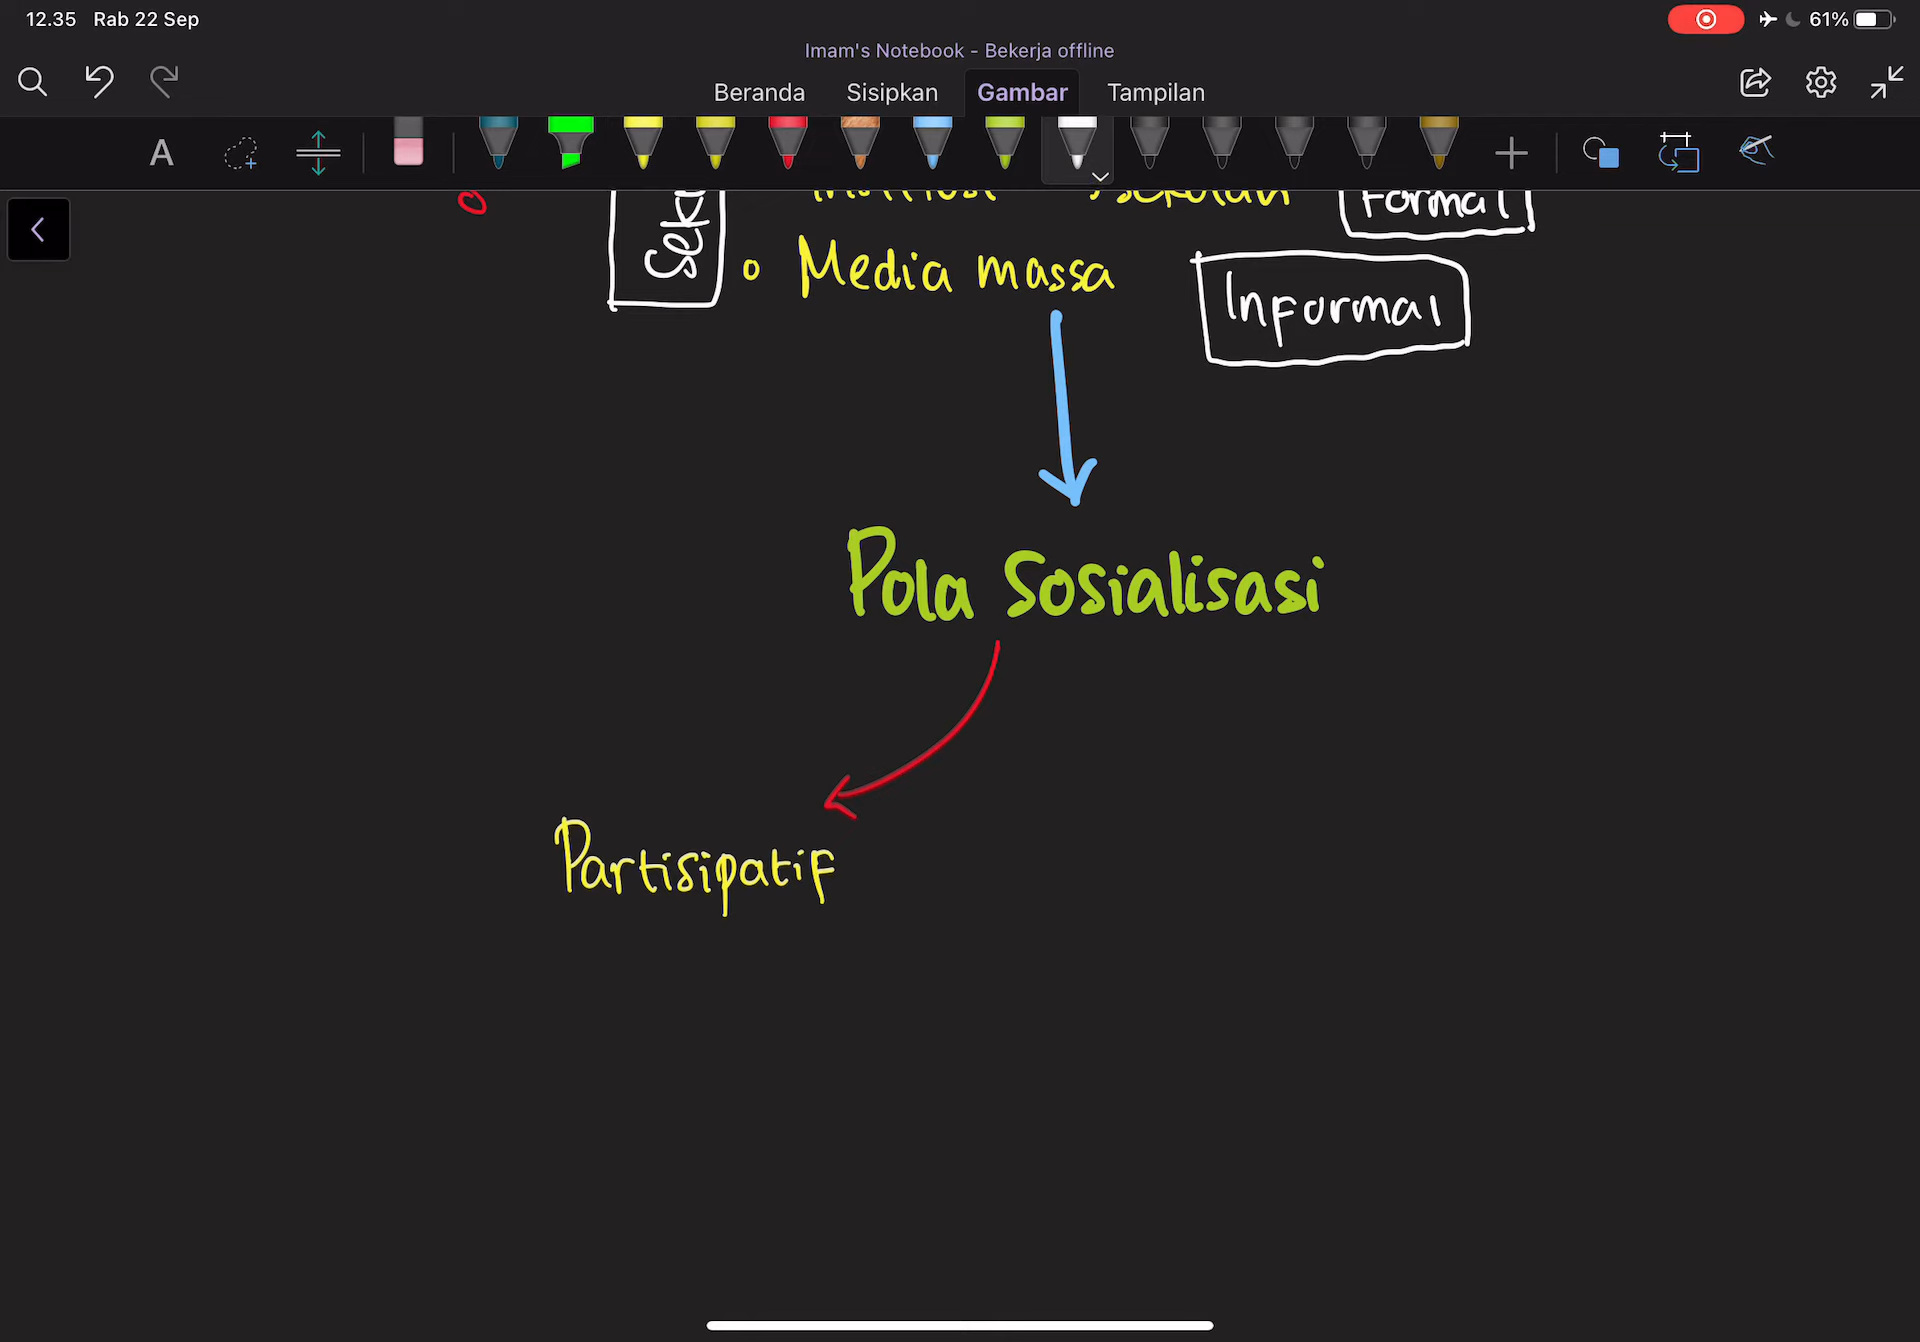 12.35 Rab 22 Sep 61%
Imam's Notebook - Bekerja offline
Beranda Sisipkan Gambar Tampilan
A
sekolah Formal
Media massa
Informal
Pola Sosialisasi
Partisipatif